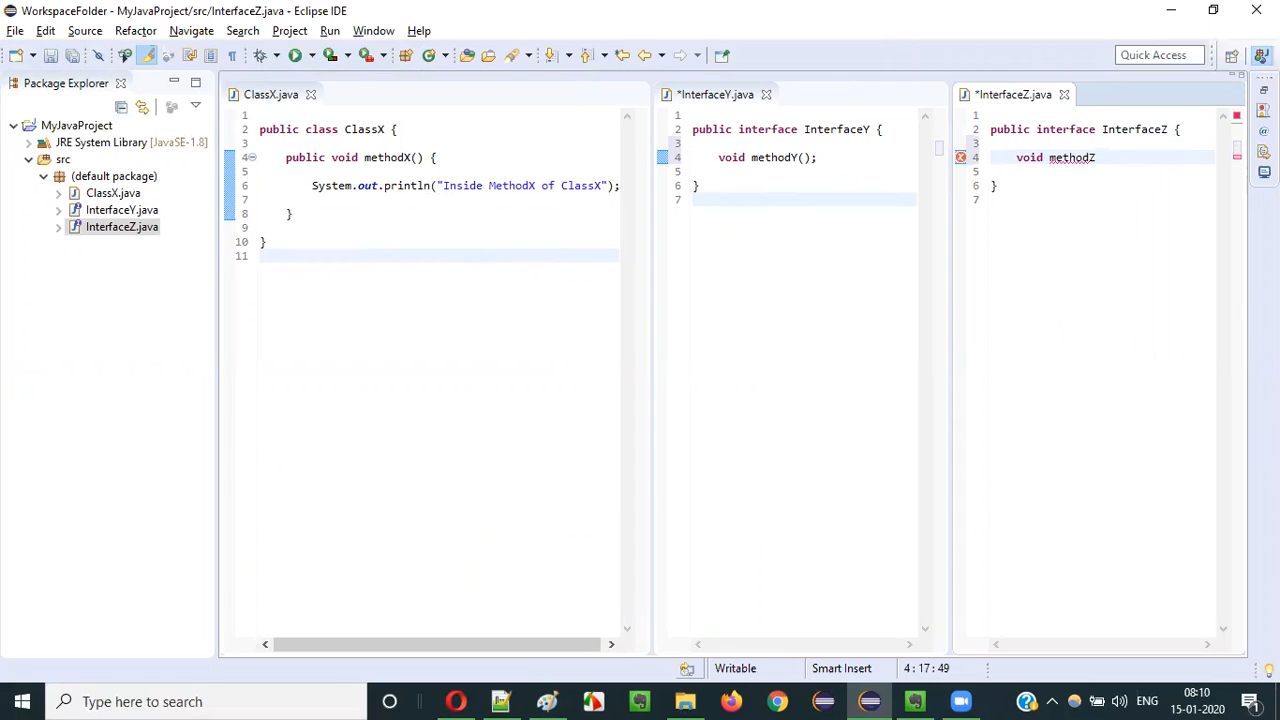 WorkspaceFolder - MyJavaProject/src/InterfaceZ.java - Eclipse IDE
File Edit Source Refactor Navigate Search Project Run Window Help
Quick Access
Package Explorer
MyJavaProject
JRE System Library [JavaSE-1.8]
src
(default package)
ClassX.java
InterfaceY.java
InterfaceZ.java
ClassX.java
1
2 public class ClassX {
3
4 public void methodX() {
5
6 System.out.println("Inside MethodX of ClassX");
7
8 }
9
10 }
11
*InterfaceY.java
1
2 public interface InterfaceY {
3
4 void methodY();
5
6 }
7
*InterfaceZ.java
1
2 public interface InterfaceZ {
3
4 void methodZ
5
6 }
7
Writable Smart Insert 4 : 17 : 49
Type here to search
ENG
08:10
15-01-2020
1